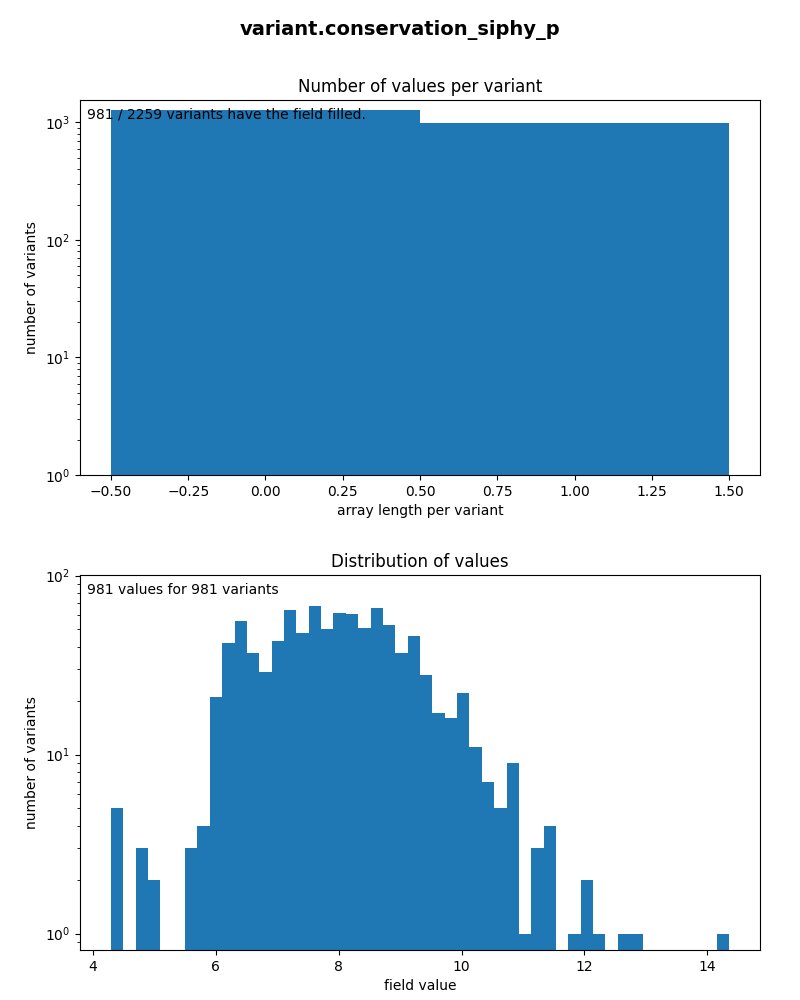 variant.conservation_siphy_p
Number of values per variant
981 / 2259 variants have the field filled.
number of variants
10³
10²
10¹
10⁰
−0.50 −0.25 0.00 0.25 0.50 0.75 1.00 1.25 1.50
array length per variant
Distribution of values
981 values for 981 variants
number of variants
10²
10¹
10⁰
4 6 8 10 12 14
field value